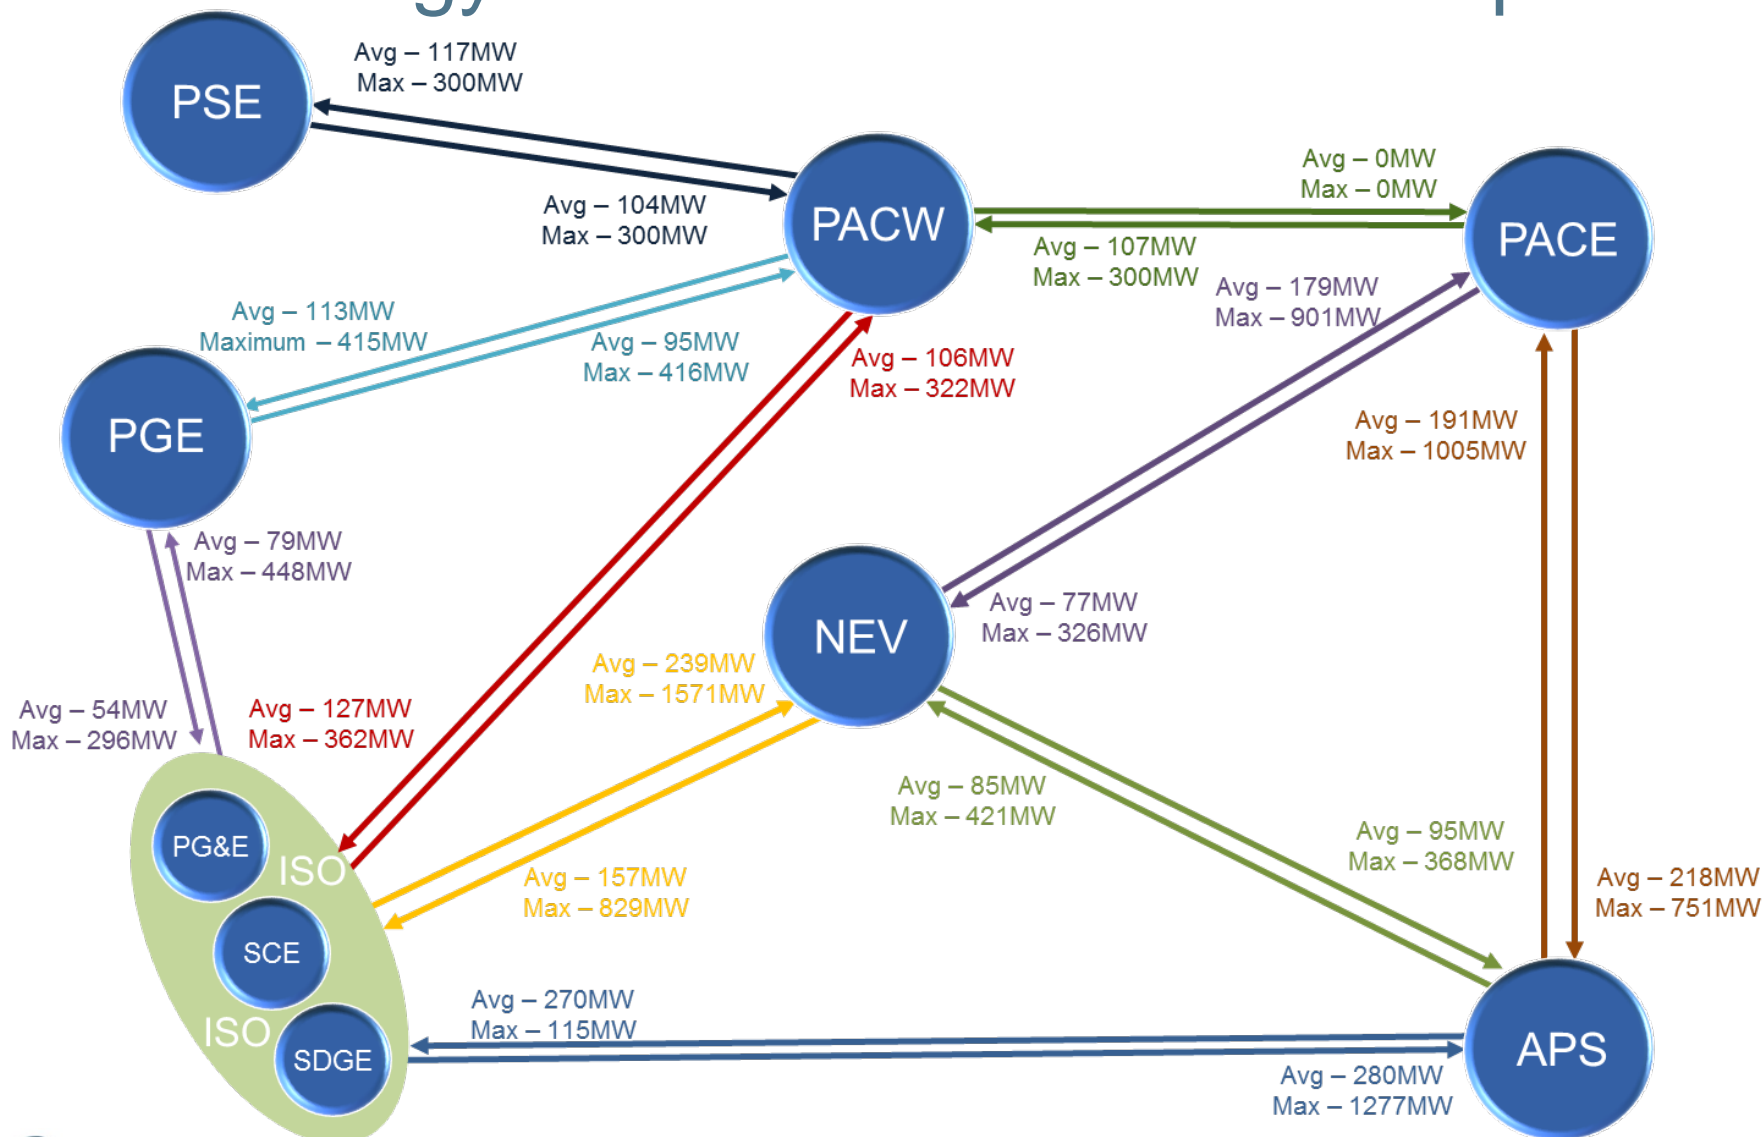 PSE
Avg – 117MW
Max – 300MW
Avg – 104MW
Max – 300MW
PACW
Avg – 0MW
Max – 0MW
PACE
Avg – 107MW
Max – 300MW
Avg – 179MW
Max – 901MW
Avg – 113MW
Maximum – 415MW
Avg – 95MW
Max – 416MW
Avg – 106MW
Max – 322MW
PGE
Avg – 191MW
Max – 1005MW
Avg – 79MW
Max – 448MW
NEV
Avg – 77MW
Max – 326MW
Avg – 239MW
Max – 1571MW
Avg – 54MW
Max – 296MW
Avg – 127MW
Max – 362MW
Avg – 85MW
Max – 421MW
Avg – 95MW
Max – 368MW
PG&E
ISO
Avg – 157MW
Max – 829MW
Avg – 218MW
Max – 751MW
SCE
ISO
SDGE
Avg – 270MW
Max – 115MW
APS
Avg – 280MW
Max – 1277MW